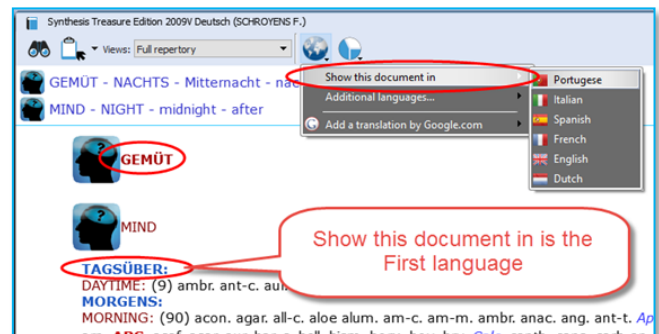 Synthesis Treasure Edition 2009V Deutsch (SCHROYENS F.)
Views: Full repertory
GEMÜT - NACHTS - Mitternacht - nac
MIND - NIGHT - midnight - after
Show this document in
Additional languages...
Add a translation by Google.com
Portugese
Italian
Spanish
French
English
Dutch
GEMÜT
MIND
Show this document in is the
First language
TAGSÜBER:
DAYTIME: (9) ambr. ant-c. aur.
MORGENS:
MORNING: (90) acon. agar. all-c. aloe alum. am-c. am-m. ambr. anac. ang. ant-t. Ap